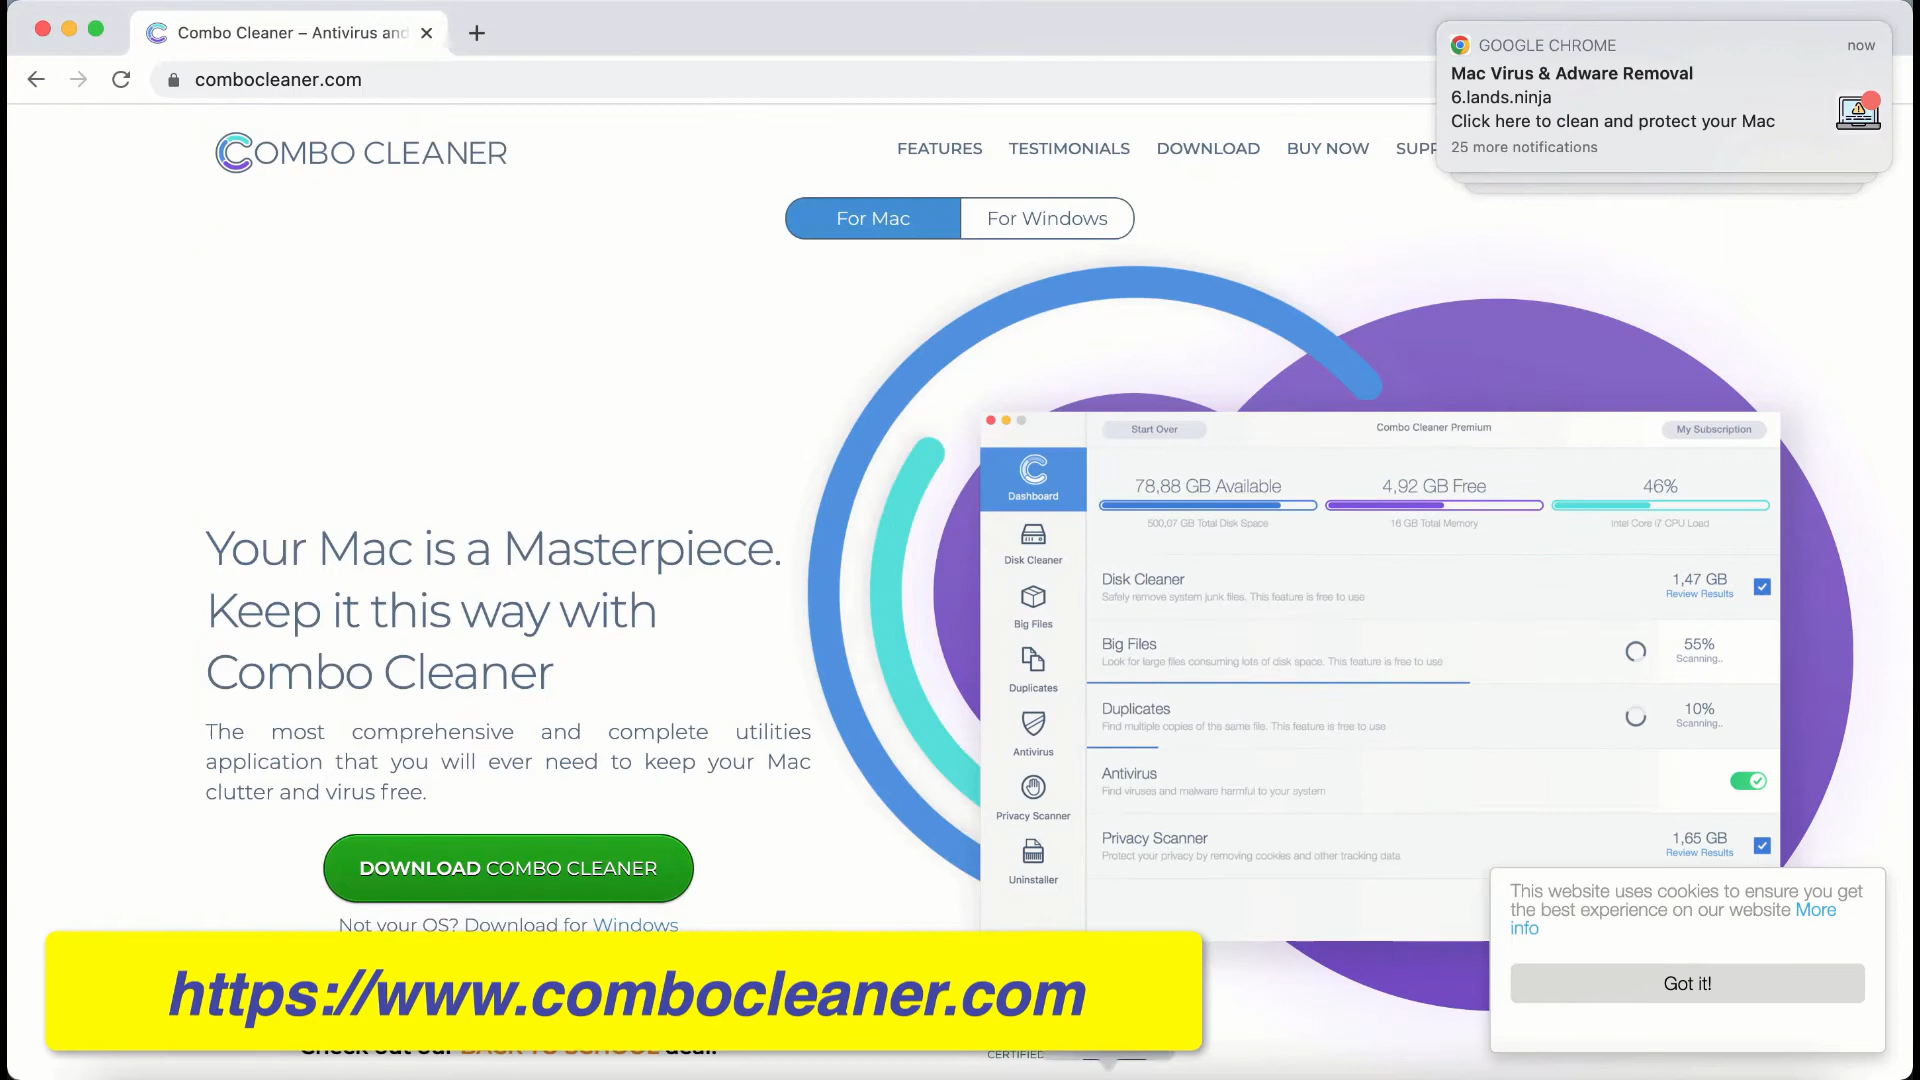 Combo Cleaner – Antivirus and
combocleaner.com
GOOGLE CHROME
now
Mac Virus & Adware Removal
6.lands.ninja
Click here to clean and protect your Mac
25 more notifications
COMBO CLEANER
FEATURES
TESTIMONIALS
DOWNLOAD
BUY NOW
SUPP
For Mac
For Windows
Your Mac is a Masterpiece.
Keep it this way with
Combo Cleaner
The most comprehensive and complete utilities
application that you will ever need to keep your Mac
clutter and virus free.
DOWNLOAD COMBO CLEANER
Not your OS? Download for Windows
https://www.combocleaner.com
Check out our BACK TO SCHOOL deal!
CERTIFIED
Start Over
Combo Cleaner Premium
My Subscription
Dashboard
Disk Cleaner
Big Files
Duplicates
Antivirus
Privacy Scanner
Uninstaller
78,88 GB Available
500,07 GB Total Disk Space
4,92 GB Free
16 GB Total Memory
46%
Intel Core i7 CPU Load
Disk Cleaner
Safely remove system junk files. This feature is free to use
1,47 GB
Review Results
Big Files
Look for large files consuming lots of disk space. This feature is free to use
55%
Scanning..
Duplicates
Find multiple copies of the same file. This feature is free to use
10%
Scanning..
Antivirus
Find viruses and malware harmful to your system
Privacy Scanner
Protect your privacy by removing cookies and other tracking data
1,65 GB
Review Results
This website uses cookies to ensure you get
the best experience on our website More
info
Got it!